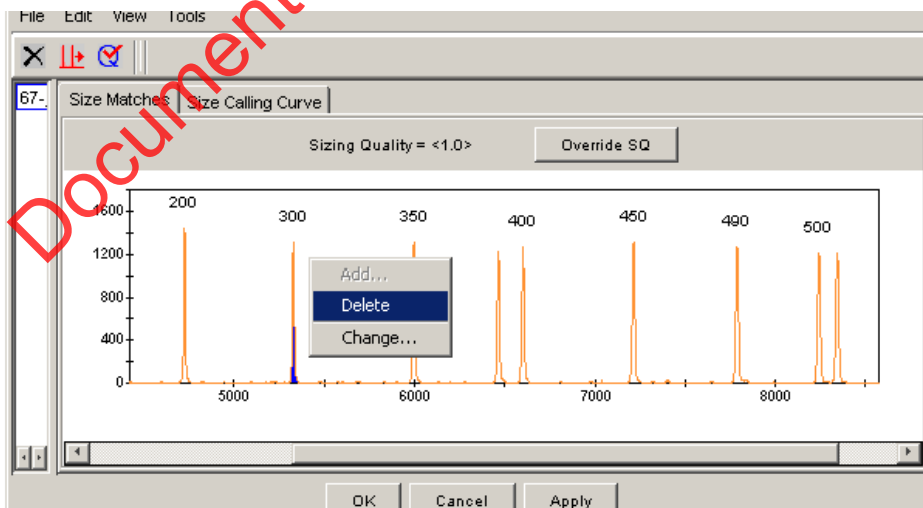 File Edit View Tools
67-
Size Matches Size Calling Curve
Sizing Quality = <1.0> Override SQ
200 300 350 400 450 490 500
1600
1200
800
400
0
5000 6000 7000 8000
Add...
Delete
Change...
OK Cancel Apply
Document